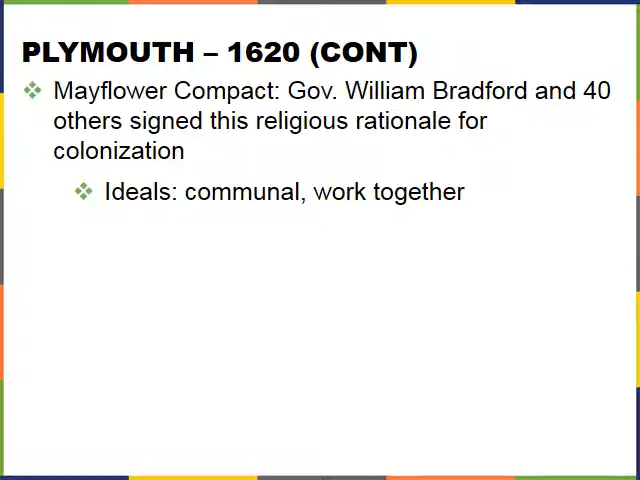 PLYMOUTH – 1620 (CONT)
Mayflower Compact: Gov. William Bradford and 40
others signed this religious rationale for
colonization
Ideals: communal, work together